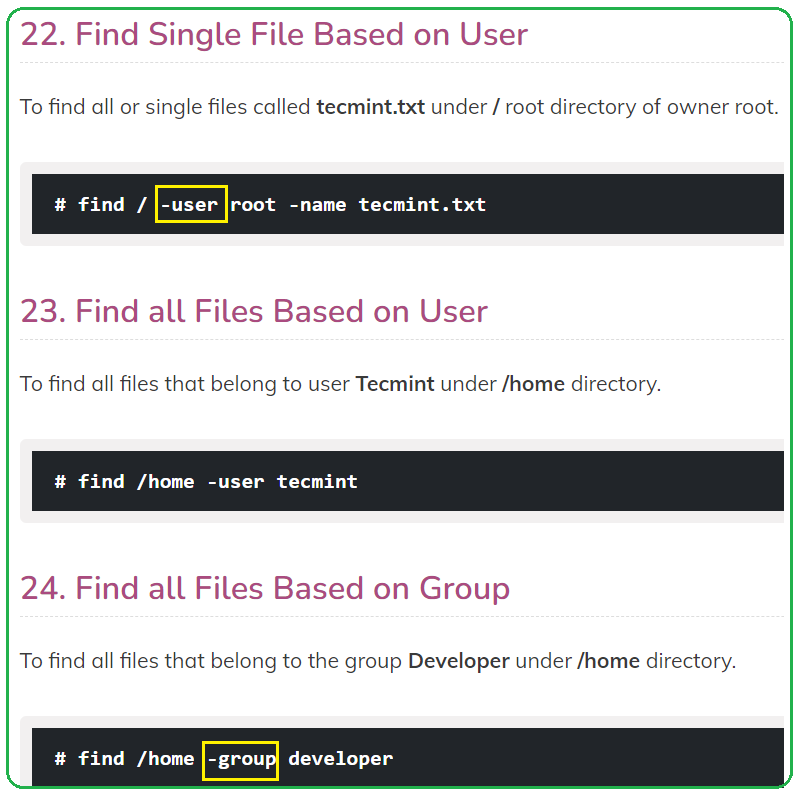 22. Find Single File Based on User
To find all or single files called tecmint.txt under / root directory of owner root.
# find / -user root -name tecmint.txt
23. Find all Files Based on User
To find all files that belong to user Tecmint under /home directory.
# find /home -user tecmint
24. Find all Files Based on Group
To find all files that belong to the group Developer under /home directory.
# find /home -group developer